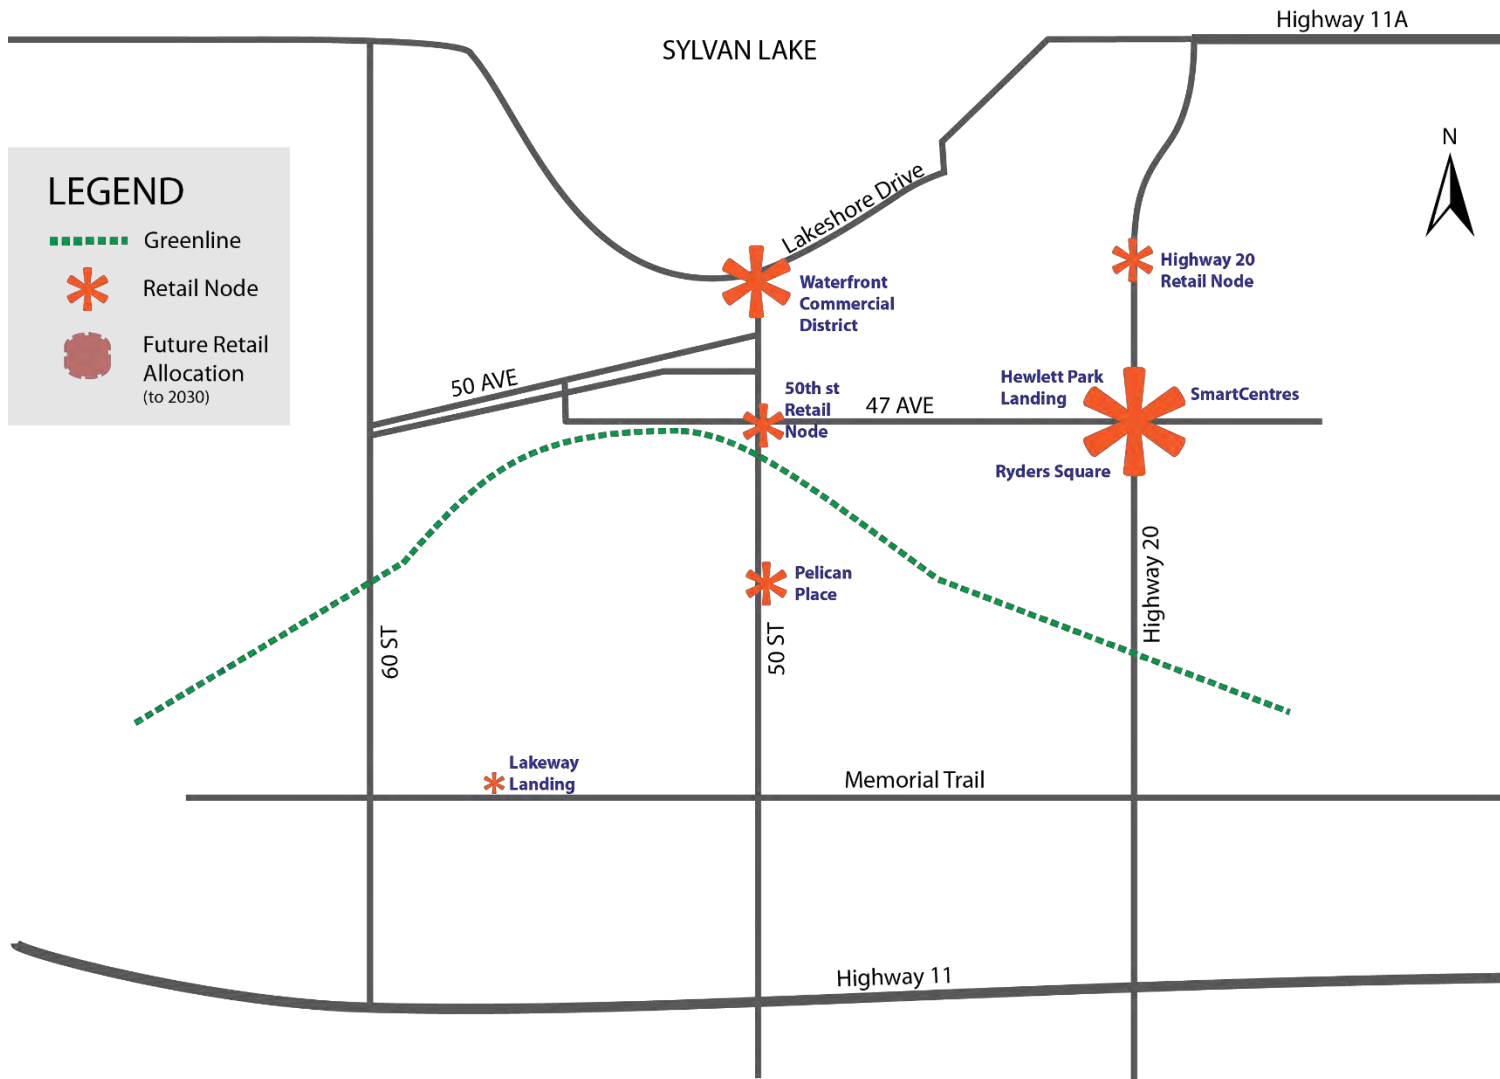 Highway 11A
SYLVAN LAKE
N
LEGEND
Greenline
Retail Node
Future Retail
Allocation
(to 2030)
Lakeshore Drive
Waterfront
Commercial
District
Highway 20
Retail Node
50 AVE
50th st
Retail
Node
47 AVE
Hewlett Park
Landing
SmartCentres
Ryders Square
Highway 20
Pelican
Place
60 ST
50 ST
Lakeway
Landing
Memorial Trail
Highway 11